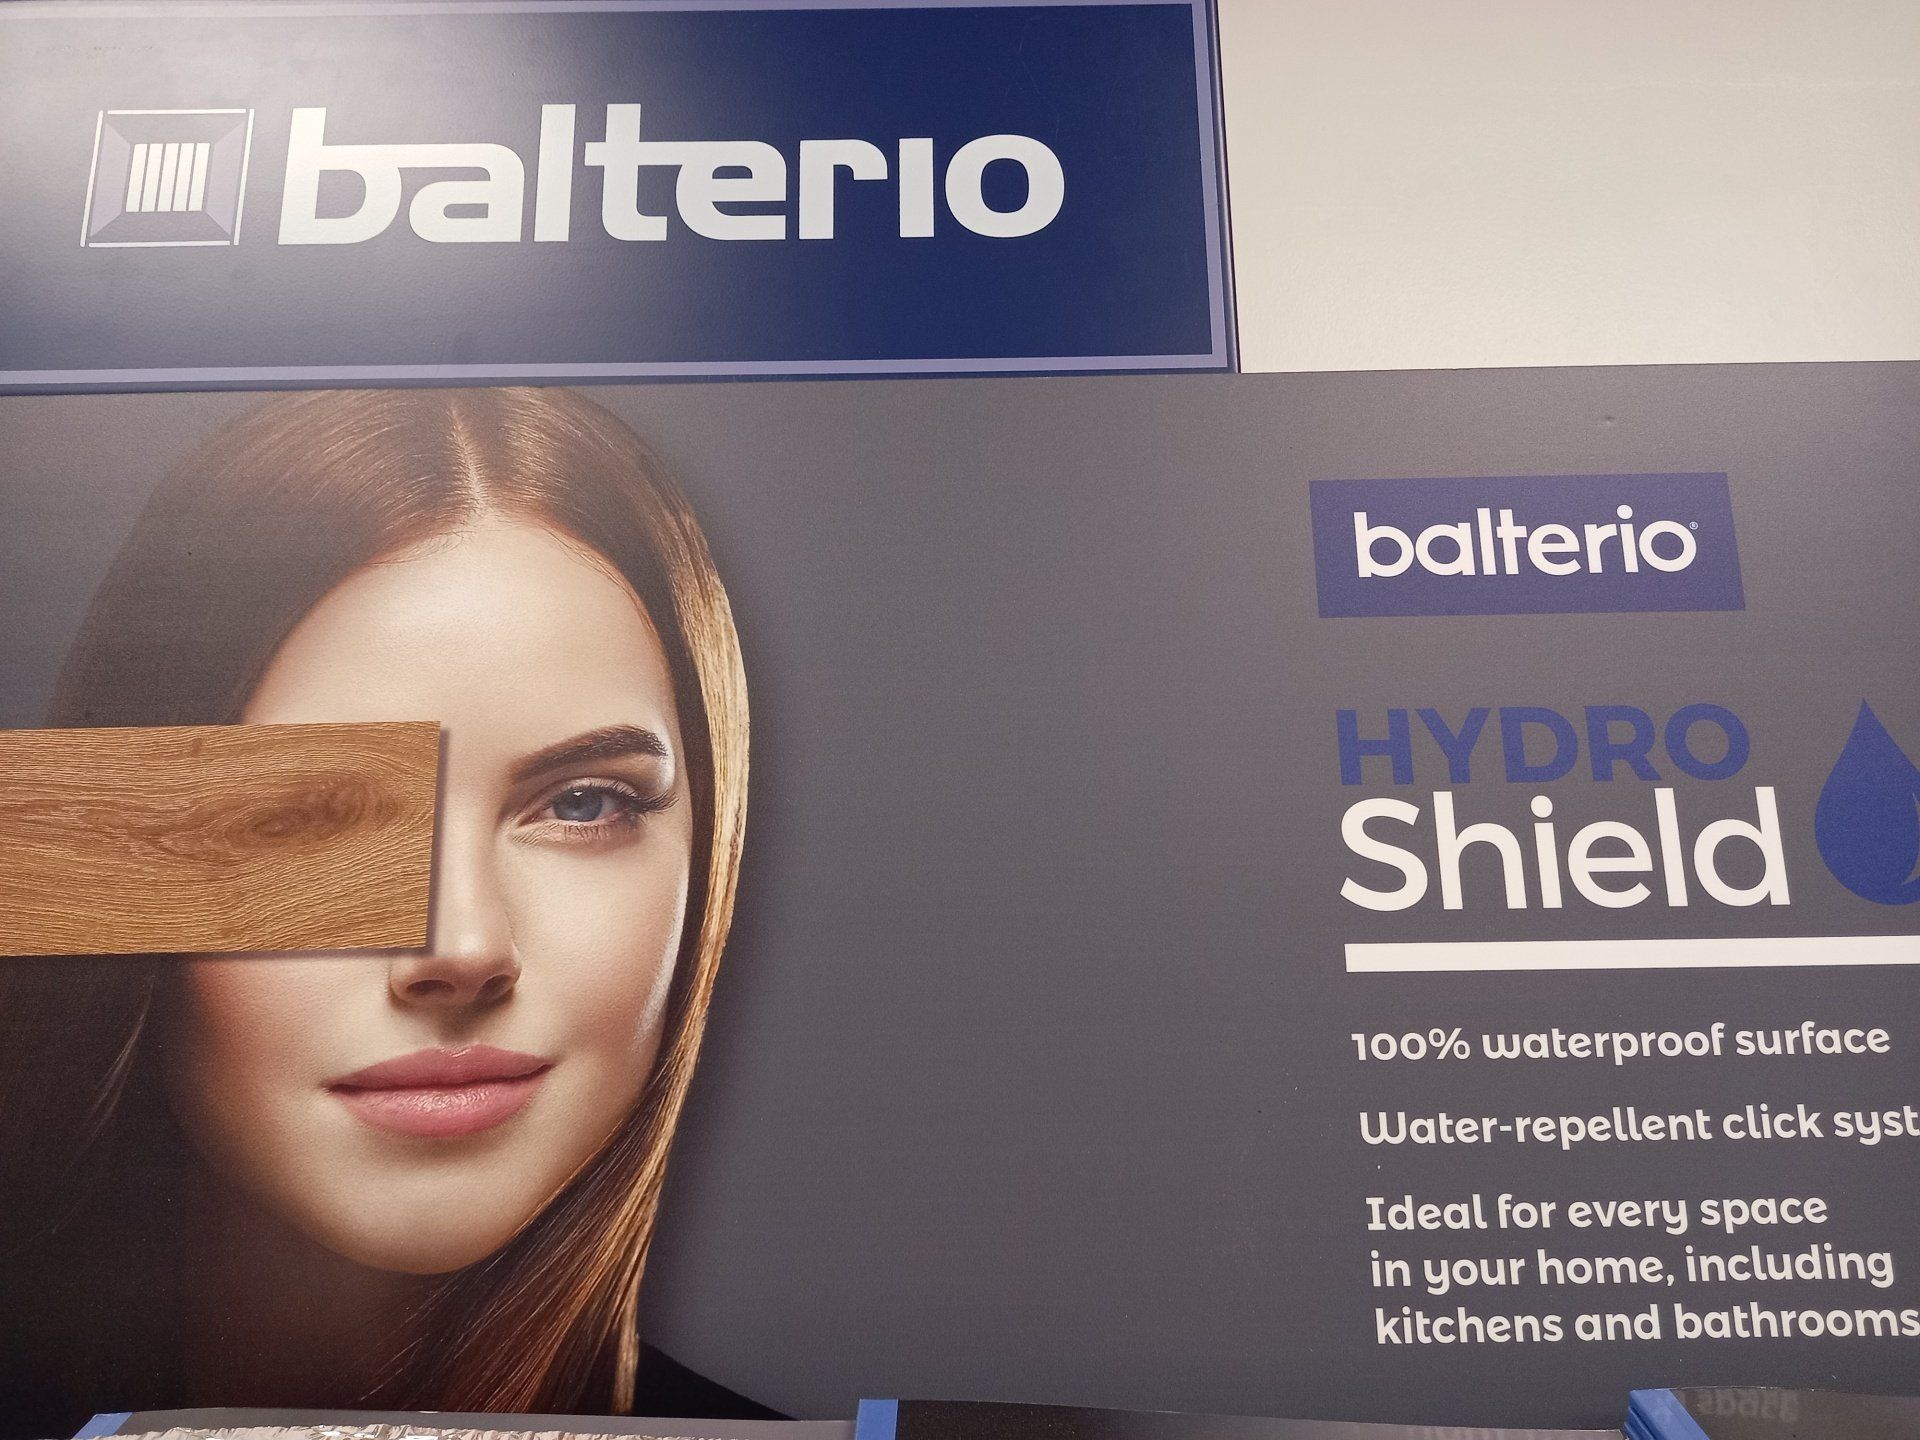 balterio
balterio®
HYDRO
Shield
100% waterproof surface
Water-repellent click syst
Ideal for every space
in your home, including
kitchens and bathrooms